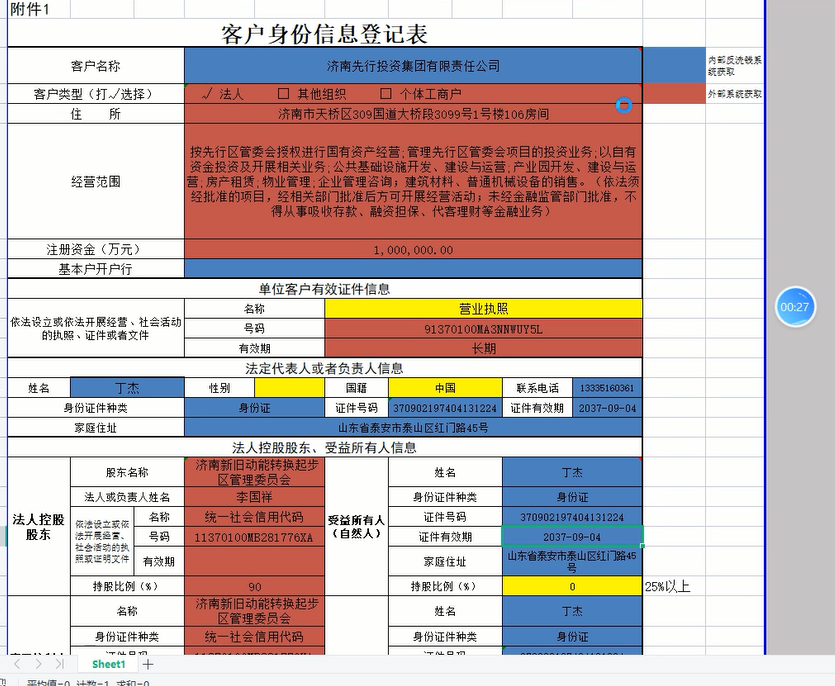 附件1
客户身份信息登记表
客户名称 济南先行投资集团有限责任公司 内部反洗钱系统获取
客户类型（打√选择） √ 法人 □ 其他组织 □ 个体工商户 外部系统获取
住 所 济南市天桥区309国道大桥段3099号1号楼106房间
经营范围
按先行区管委会授权进行国有资产经营;管理先行区管委会项目的投资业务;以自有
资金投资及开展相关业务;公共基础设施开发、建设与运营;产业园开发、建设与运
营;房产租赁;物业管理;企业管理咨询；建筑材料、普通机械设备的销售。（依法须
经批准的项目，经相关部门批准后方可开展经营活动；未经金融监管部门批准，不
得从事吸收存款、融资担保、代客理财等金融业务）
注册资金（万元） 1,000,000.00
基本户开户行
单位客户有效证件信息
依法设立或依法开展经营、社会活动的执照、证件或者文件
名称 营业执照
号码 91370100MA3NNWUY5L
有效期 长期
法定代表人或者负责人信息
姓名 丁杰 性别 国籍 中国 联系电话 13335160361
身份证件种类 身份证 证件号码 370902197404131224 证件有效期 2037-09-04
家庭住址 山东省泰安市泰山区红门路45号
法人控股股东、受益所有人信息
法人控股股东
股东名称 济南新旧动能转换起步区管理委员会
法人或负责人姓名 李国祥
依法设立或依法开展经营、社会活动的执照或证明文件
名称 统一社会信用代码
号码 11370100MB281776XA
有效期
持股比例（%） 90
受益所有人（自然人）
姓名 丁杰
身份证件种类 身份证
证件号码 370902197404131224
证件有效期 2037-09-04
家庭住址 山东省泰安市泰山区红门路45号
持股比例（%） 0 25%以上
名称 济南新旧动能转换起步区管理委员会 姓名 丁杰
身份证件种类 统一社会信用代码 身份证件种类 身份证
00:27
Sheet1
平均值=0 计数=1 求和=0